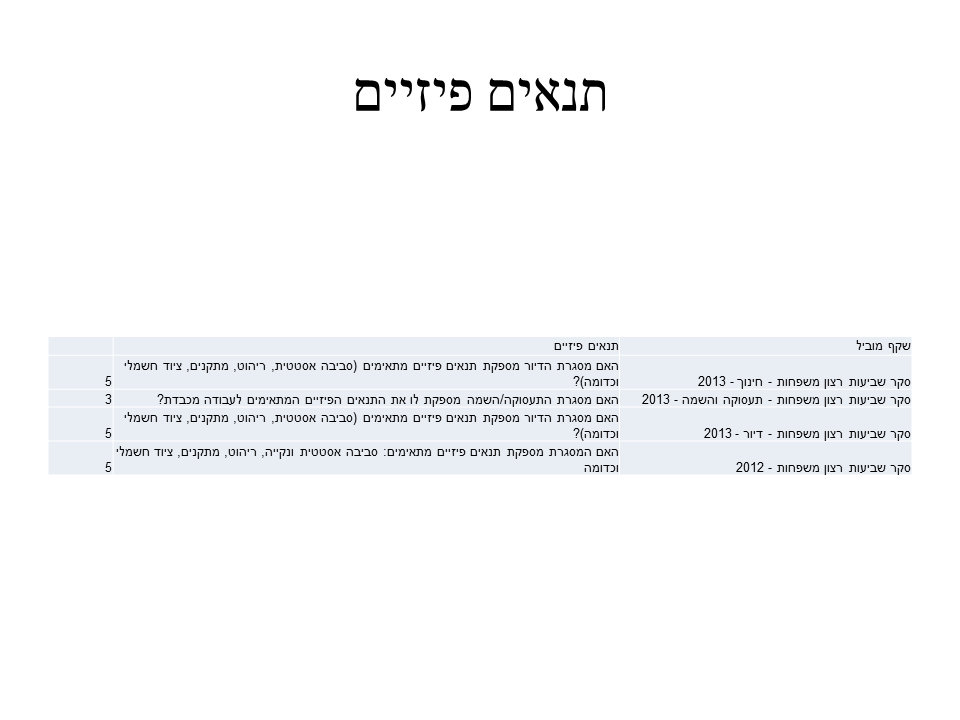 תנאים פיזיים
שקף מוביל תנאים פיזיים
סקר שביעות רצון משפחות - חינוך - 2013 האם מסגרת הדיור מספקת תנאים פיזיים מתאימים (סביבה אסטטית, ריהוט, מתקנים, ציוד חשמלי
וכדומה)? 5
סקר שביעות רצון משפחות - תעסוקה והשמה - 2013 האם מסגרת התעסוקה/השמה מספקת לו את התנאים הפיזיים המתאימים לעבודה מכבדת? 3
סקר שביעות רצון משפחות - דיור - 2013 האם מסגרת הדיור מספקת תנאים פיזיים מתאימים (סביבה אסטטית, ריהוט, מתקנים, ציוד חשמלי
וכדומה)? 5
סקר שביעות רצון משפחות - 2012 האם המסגרת מספקת תנאים פיזיים מתאימים: סביבה אסטטית ונקייה, ריהוט, מתקנים, ציוד חשמלי
וכדומה 5